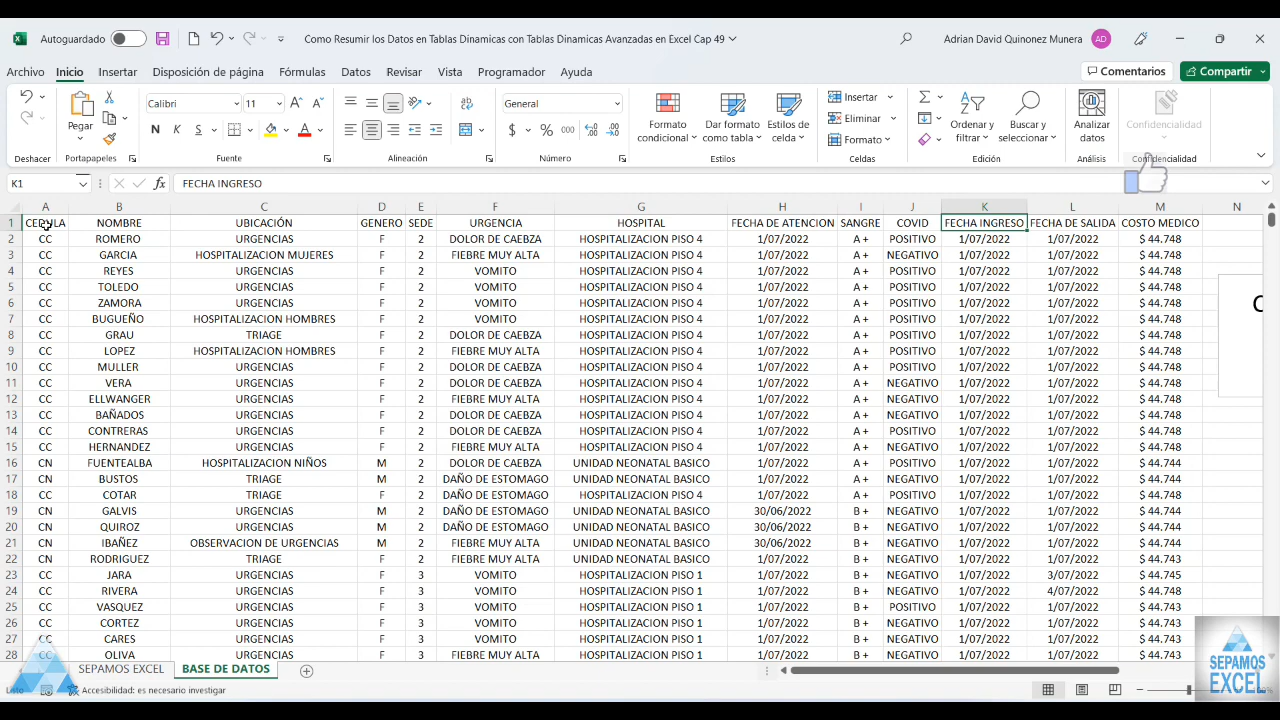 Autoguardado Como Resumir los Datos en Tablas Dinamicas con Tablas Dinamicas Avanzadas en Excel Cap 49 Adrian David Quinonez Munera AD
Archivo Inicio Insertar Disposición de página Fórmulas Datos Revisar Vista Programador Ayuda Comentarios Compartir
Calibri 11 General Insertar
Pegar N K S $ % 000 Formato condicional Dar formato como tabla Estilos de celda Eliminar Formato Ordenar y filtrar Buscar y seleccionar Analizar datos Confidencialidad
Deshacer Portapapeles Fuente Alineación Número Estilos Celdas Edición Análisis Confidencialidad
K1 fx FECHA INGRESO
A B C D E F G H I J K L M N
1 CEDULA NOMBRE UBICACIÓN GENERO SEDE URGENCIA HOSPITAL FECHA DE ATENCION SANGRE COVID FECHA INGRESO FECHA DE SALIDA COSTO MEDICO
2 CC ROMERO URGENCIAS F 2 DOLOR DE CAEBZA HOSPITALIZACION PISO 4 1/07/2022 A + POSITIVO 1/07/2022 1/07/2022 $ 44.748
3 CC GARCIA HOSPITALIZACION MUJERES F 2 FIEBRE MUY ALTA HOSPITALIZACION PISO 4 1/07/2022 A + NEGATIVO 1/07/2022 1/07/2022 $ 44.748
4 CC REYES URGENCIAS F 2 VOMITO HOSPITALIZACION PISO 4 1/07/2022 A + POSITIVO 1/07/2022 1/07/2022 $ 44.748
5 CC TOLEDO URGENCIAS F 2 VOMITO HOSPITALIZACION PISO 4 1/07/2022 A + POSITIVO 1/07/2022 1/07/2022 $ 44.748
6 CC ZAMORA URGENCIAS F 2 VOMITO HOSPITALIZACION PISO 4 1/07/2022 A + POSITIVO 1/07/2022 1/07/2022 $ 44.748
7 CC BUGUEÑO HOSPITALIZACION HOMBRES F 2 VOMITO HOSPITALIZACION PISO 4 1/07/2022 A + POSITIVO 1/07/2022 1/07/2022 $ 44.748
8 CC GRAU TRIAGE F 2 DOLOR DE CAEBZA HOSPITALIZACION PISO 4 1/07/2022 A + POSITIVO 1/07/2022 1/07/2022 $ 44.748
9 CC LOPEZ HOSPITALIZACION HOMBRES F 2 FIEBRE MUY ALTA HOSPITALIZACION PISO 4 1/07/2022 A + POSITIVO 1/07/2022 1/07/2022 $ 44.748
10 CC MULLER URGENCIAS F 2 DOLOR DE CAEBZA HOSPITALIZACION PISO 4 1/07/2022 A + POSITIVO 1/07/2022 1/07/2022 $ 44.748
11 CC VERA URGENCIAS F 2 DOLOR DE CAEBZA HOSPITALIZACION PISO 4 1/07/2022 A + NEGATIVO 1/07/2022 1/07/2022 $ 44.748
12 CC ELLWANGER URGENCIAS F 2 FIEBRE MUY ALTA HOSPITALIZACION PISO 4 1/07/2022 A + NEGATIVO 1/07/2022 1/07/2022 $ 44.748
13 CC BAÑADOS URGENCIAS F 2 DOLOR DE CAEBZA HOSPITALIZACION PISO 4 1/07/2022 A + NEGATIVO 1/07/2022 1/07/2022 $ 44.748
14 CC CONTRERAS URGENCIAS F 2 DOLOR DE CAEBZA HOSPITALIZACION PISO 4 1/07/2022 A + POSITIVO 1/07/2022 1/07/2022 $ 44.748
15 CC HERNANDEZ URGENCIAS F 2 FIEBRE MUY ALTA HOSPITALIZACION PISO 4 1/07/2022 A + NEGATIVO 1/07/2022 1/07/2022 $ 44.748
16 CN FUENTEALBA HOSPITALIZACION NIÑOS M 2 DOLOR DE CAEBZA UNIDAD NEONATAL BASICO 1/07/2022 A + POSITIVO 1/07/2022 1/07/2022 $ 44.744
17 CN BUSTOS TRIAGE M 2 DAÑO DE ESTOMAGO UNIDAD NEONATAL BASICO 1/07/2022 A + NEGATIVO 1/07/2022 1/07/2022 $ 44.744
18 CC COTAR TRIAGE F 2 DAÑO DE ESTOMAGO HOSPITALIZACION PISO 4 1/07/2022 A + POSITIVO 1/07/2022 1/07/2022 $ 44.748
19 CN GALVIS URGENCIAS M 2 DAÑO DE ESTOMAGO UNIDAD NEONATAL BASICO 30/06/2022 B + NEGATIVO 1/07/2022 1/07/2022 $ 44.744
20 CN QUIROZ URGENCIAS M 2 DAÑO DE ESTOMAGO UNIDAD NEONATAL BASICO 30/06/2022 B + NEGATIVO 1/07/2022 1/07/2022 $ 44.744
21 CN IBAÑEZ OBSERVACION DE URGENCIAS M 2 FIEBRE MUY ALTA UNIDAD NEONATAL BASICO 30/06/2022 B + NEGATIVO 1/07/2022 1/07/2022 $ 44.744
22 CN RODRIGUEZ TRIAGE F 2 FIEBRE MUY ALTA UNIDAD NEONATAL BASICO 1/07/2022 B + NEGATIVO 1/07/2022 1/07/2022 $ 44.743
23 CC JARA URGENCIAS F 3 VOMITO HOSPITALIZACION PISO 1 1/07/2022 B + NEGATIVO 1/07/2022 3/07/2022 $ 44.745
24 CC RIVERA URGENCIAS F 3 VOMITO HOSPITALIZACION PISO 1 1/07/2022 B + NEGATIVO 1/07/2022 4/07/2022 $ 44.748
25 CC VASQUEZ URGENCIAS F 3 VOMITO HOSPITALIZACION PISO 1 1/07/2022 B + POSITIVO 1/07/2022 1/07/2022 $ 44.743
26 CC CORTEZ URGENCIAS F 3 VOMITO HOSPITALIZACION PISO 1 1/07/2022 B + NEGATIVO 1/07/2022 1/07/2022 $ 44.743
27 CC CARES URGENCIAS F 3 VOMITO HOSPITALIZACION PISO 1 1/07/2022 B + NEGATIVO 1/07/2022 1/07/2022 $ 44.743
28 CC OLIVA URGENCIAS F 3 FIEBRE MUY ALTA HOSPITALIZACION PISO 1 1/07/2022 B + NEGATIVO 1/07/2022 1/07/2022 $ 44.743
SEPAMOS EXCEL BASE DE DATOS
Listo Accesibilidad: es necesario investigar
SEPAMOS
EXCEL